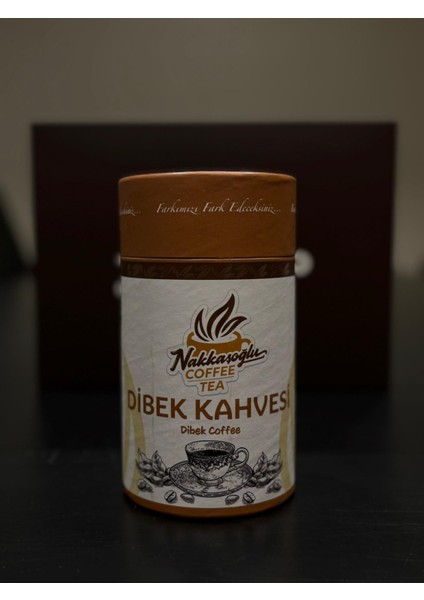 Farkımızı Fark Edeceksiniz...
Nakkaşoğlu
COFFEE
TEA
DİBEK KAHVESİ
Dibek Coffee